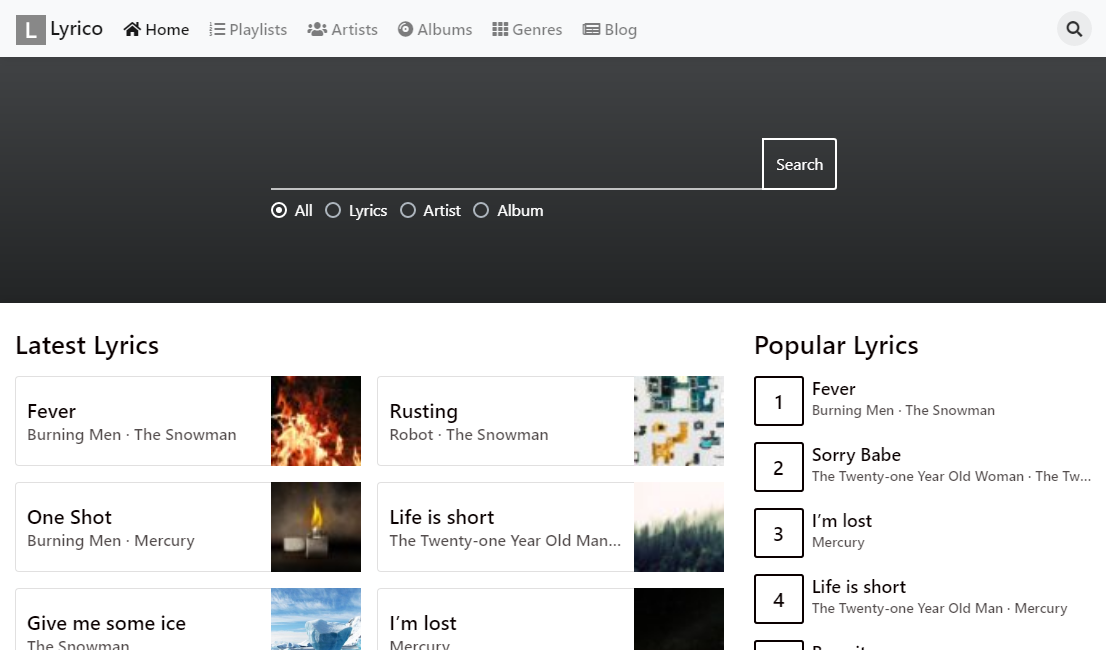 L Lyrico Home Playlists Artists Albums Genres Blog
Search
All Lyrics Artist Album
Latest Lyrics
Fever
Burning Men · The Snowman
Rusting
Robot · The Snowman
One Shot
Burning Men · Mercury
Life is short
The Twenty-one Year Old Man...
Give me some ice
The Snowman
I'm lost
Mercury
Popular Lyrics
1
Fever
Burning Men · The Snowman
2
Sorry Babe
The Twenty-one Year Old Woman · The Tw...
3
I'm lost
Mercury
4
Life is short
The Twenty-one Year Old Man · Mercury